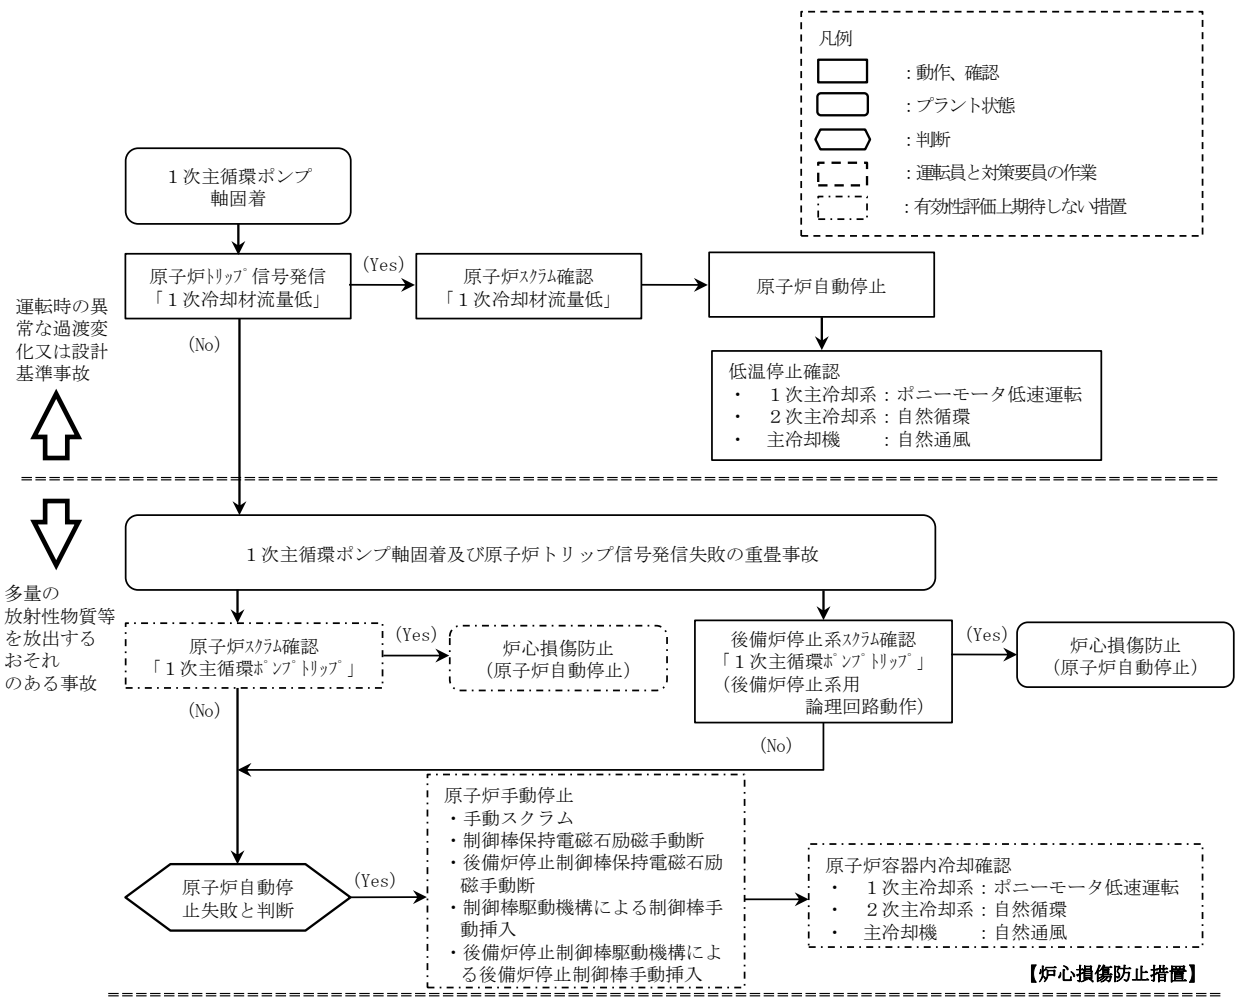 凡例
：動作、確認
：プラント状態
：判断
：運転員と対策要員の作業
：有効性評価上期待しない措置
１次主循環ポンプ
軸固着
原子炉ﾄﾘｯﾌﾟ信号発信
「１次冷却材流量低」
(Yes)
原子炉ｽｸﾗﾑ確認
「１次冷却材流量低」
原子炉自動停止
(No)
運転時の異
常な過渡変
化又は設計
基準事故
低温停止確認
・　１次主冷却系：ポニーモータ低速運転
・　２次主冷却系：自然循環
・　主冷却機　　：自然通風
１次主循環ポンプ軸固着及び原子炉トリップ信号発信失敗の重畳事故
多量の
放射性物質等
を放出する
おそれ
のある事故
原子炉ｽｸﾗﾑ確認
「１次主循環ﾎﾟﾝﾌﾟﾄﾘｯﾌﾟ」
(Yes)
炉心損傷防止
(原子炉自動停止)
後備炉停止系ｽｸﾗﾑ確認
「１次主循環ﾎﾟﾝﾌﾟﾄﾘｯﾌﾟ」
(後備炉停止系用
論理回路動作)
(Yes)
炉心損傷防止
(原子炉自動停止)
(No)
(No)
原子炉自動停
止失敗と判断
(Yes)
原子炉手動停止
・手動スクラム
・制御棒保持電磁石励磁手動断
・後備炉停止制御棒保持電磁石励
磁手動断
・制御棒駆動機構による制御棒手
動挿入
・後備炉停止制御棒駆動機構によ
る後備炉停止制御棒手動挿入
原子炉容器内冷却確認
・　１次主冷却系：ポニーモータ低速運転
・　２次主冷却系：自然循環
・　主冷却機　　：自然通風
【炉心損傷防止措置】